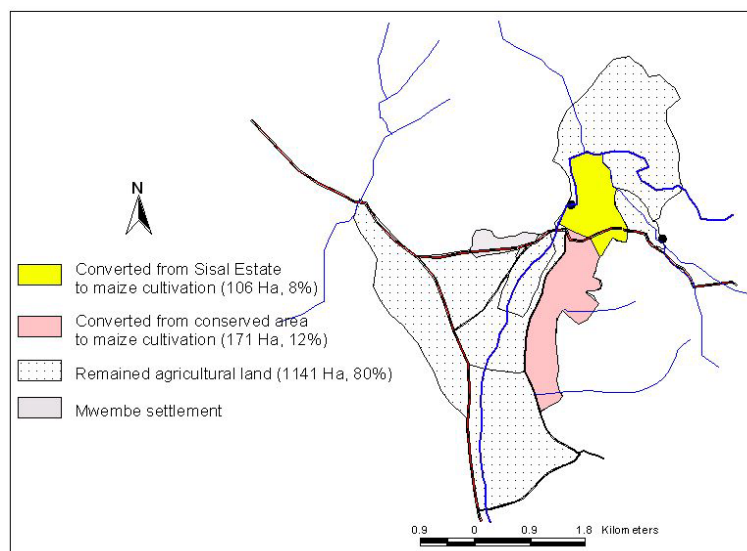 N
Converted from Sisal Estate
to maize cultivation (106 Ha, 8%)
Converted from conserved area
to maize cultivation (171 Ha, 12%)
Remained agricultural land (1141 Ha, 80%)
Mwembe settlement
0.9 0 0.9 1.8 Kilometers